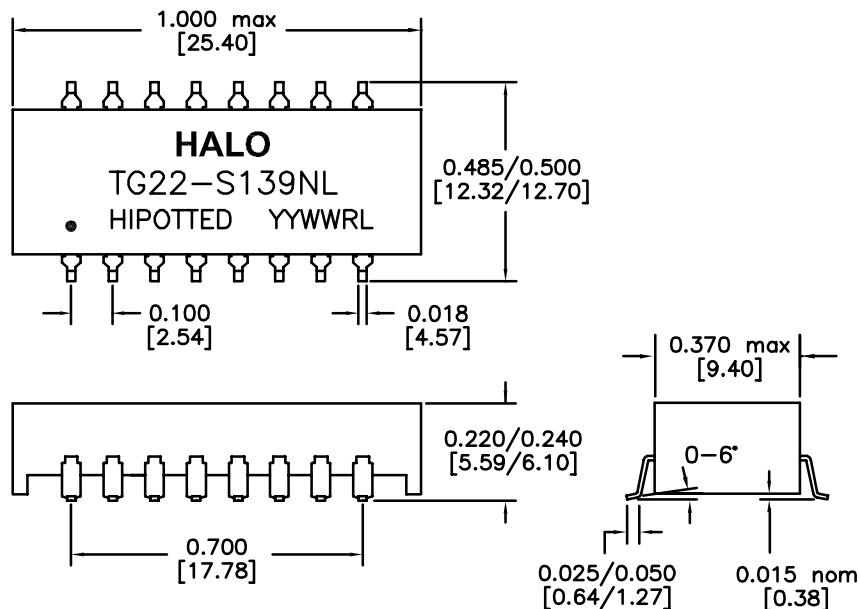 1.000 max
[25.40]
HALO
TG22-S139NL
HIPOTTED YYWWRL
0.485/0.500
[12.32/12.70]
0.100
[2.54]
0.018
[4.57]
0.370 max
[9.40]
0.220/0.240
[5.59/6.10]
0-6°
0.700
[17.78]
0.025/0.050
[0.64/1.27]
0.015 nom
[0.38]